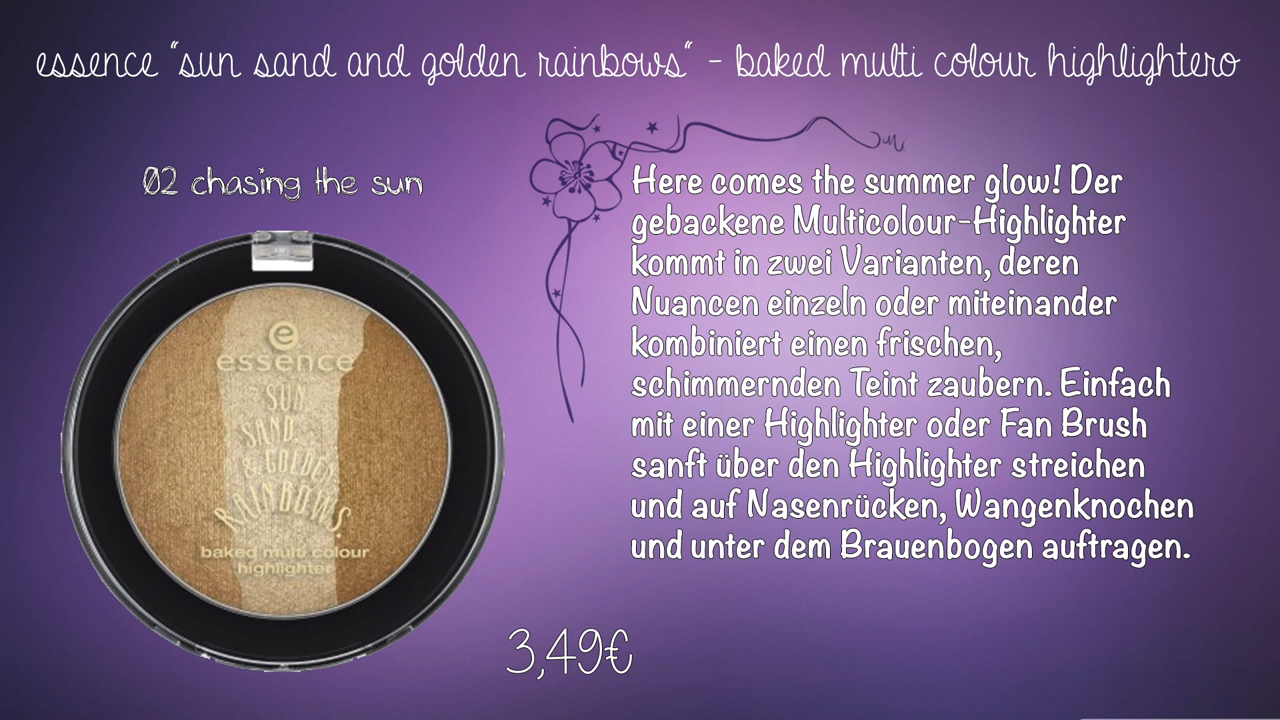 essence "sun sand and golden rainbows" - baked multi colour highlightero
02 chasing the sun
e
essence
SUN
SAND,
& GOLDEN
RAINBOWS
baked multi colour
highlighter
Here comes the summer glow! Der
gebackene Multicolour-Highlighter
kommt in zwei Varianten, deren
Nuancen einzeln oder miteinander
kombiniert einen frischen,
schimmernden Teint zaubern. Einfach
mit einer Highlighter oder Fan Brush
sanft über den Highlighter streichen
und auf Nasenrücken, Wangenknochen
und unter dem Brauenbogen auftragen.
3,49€